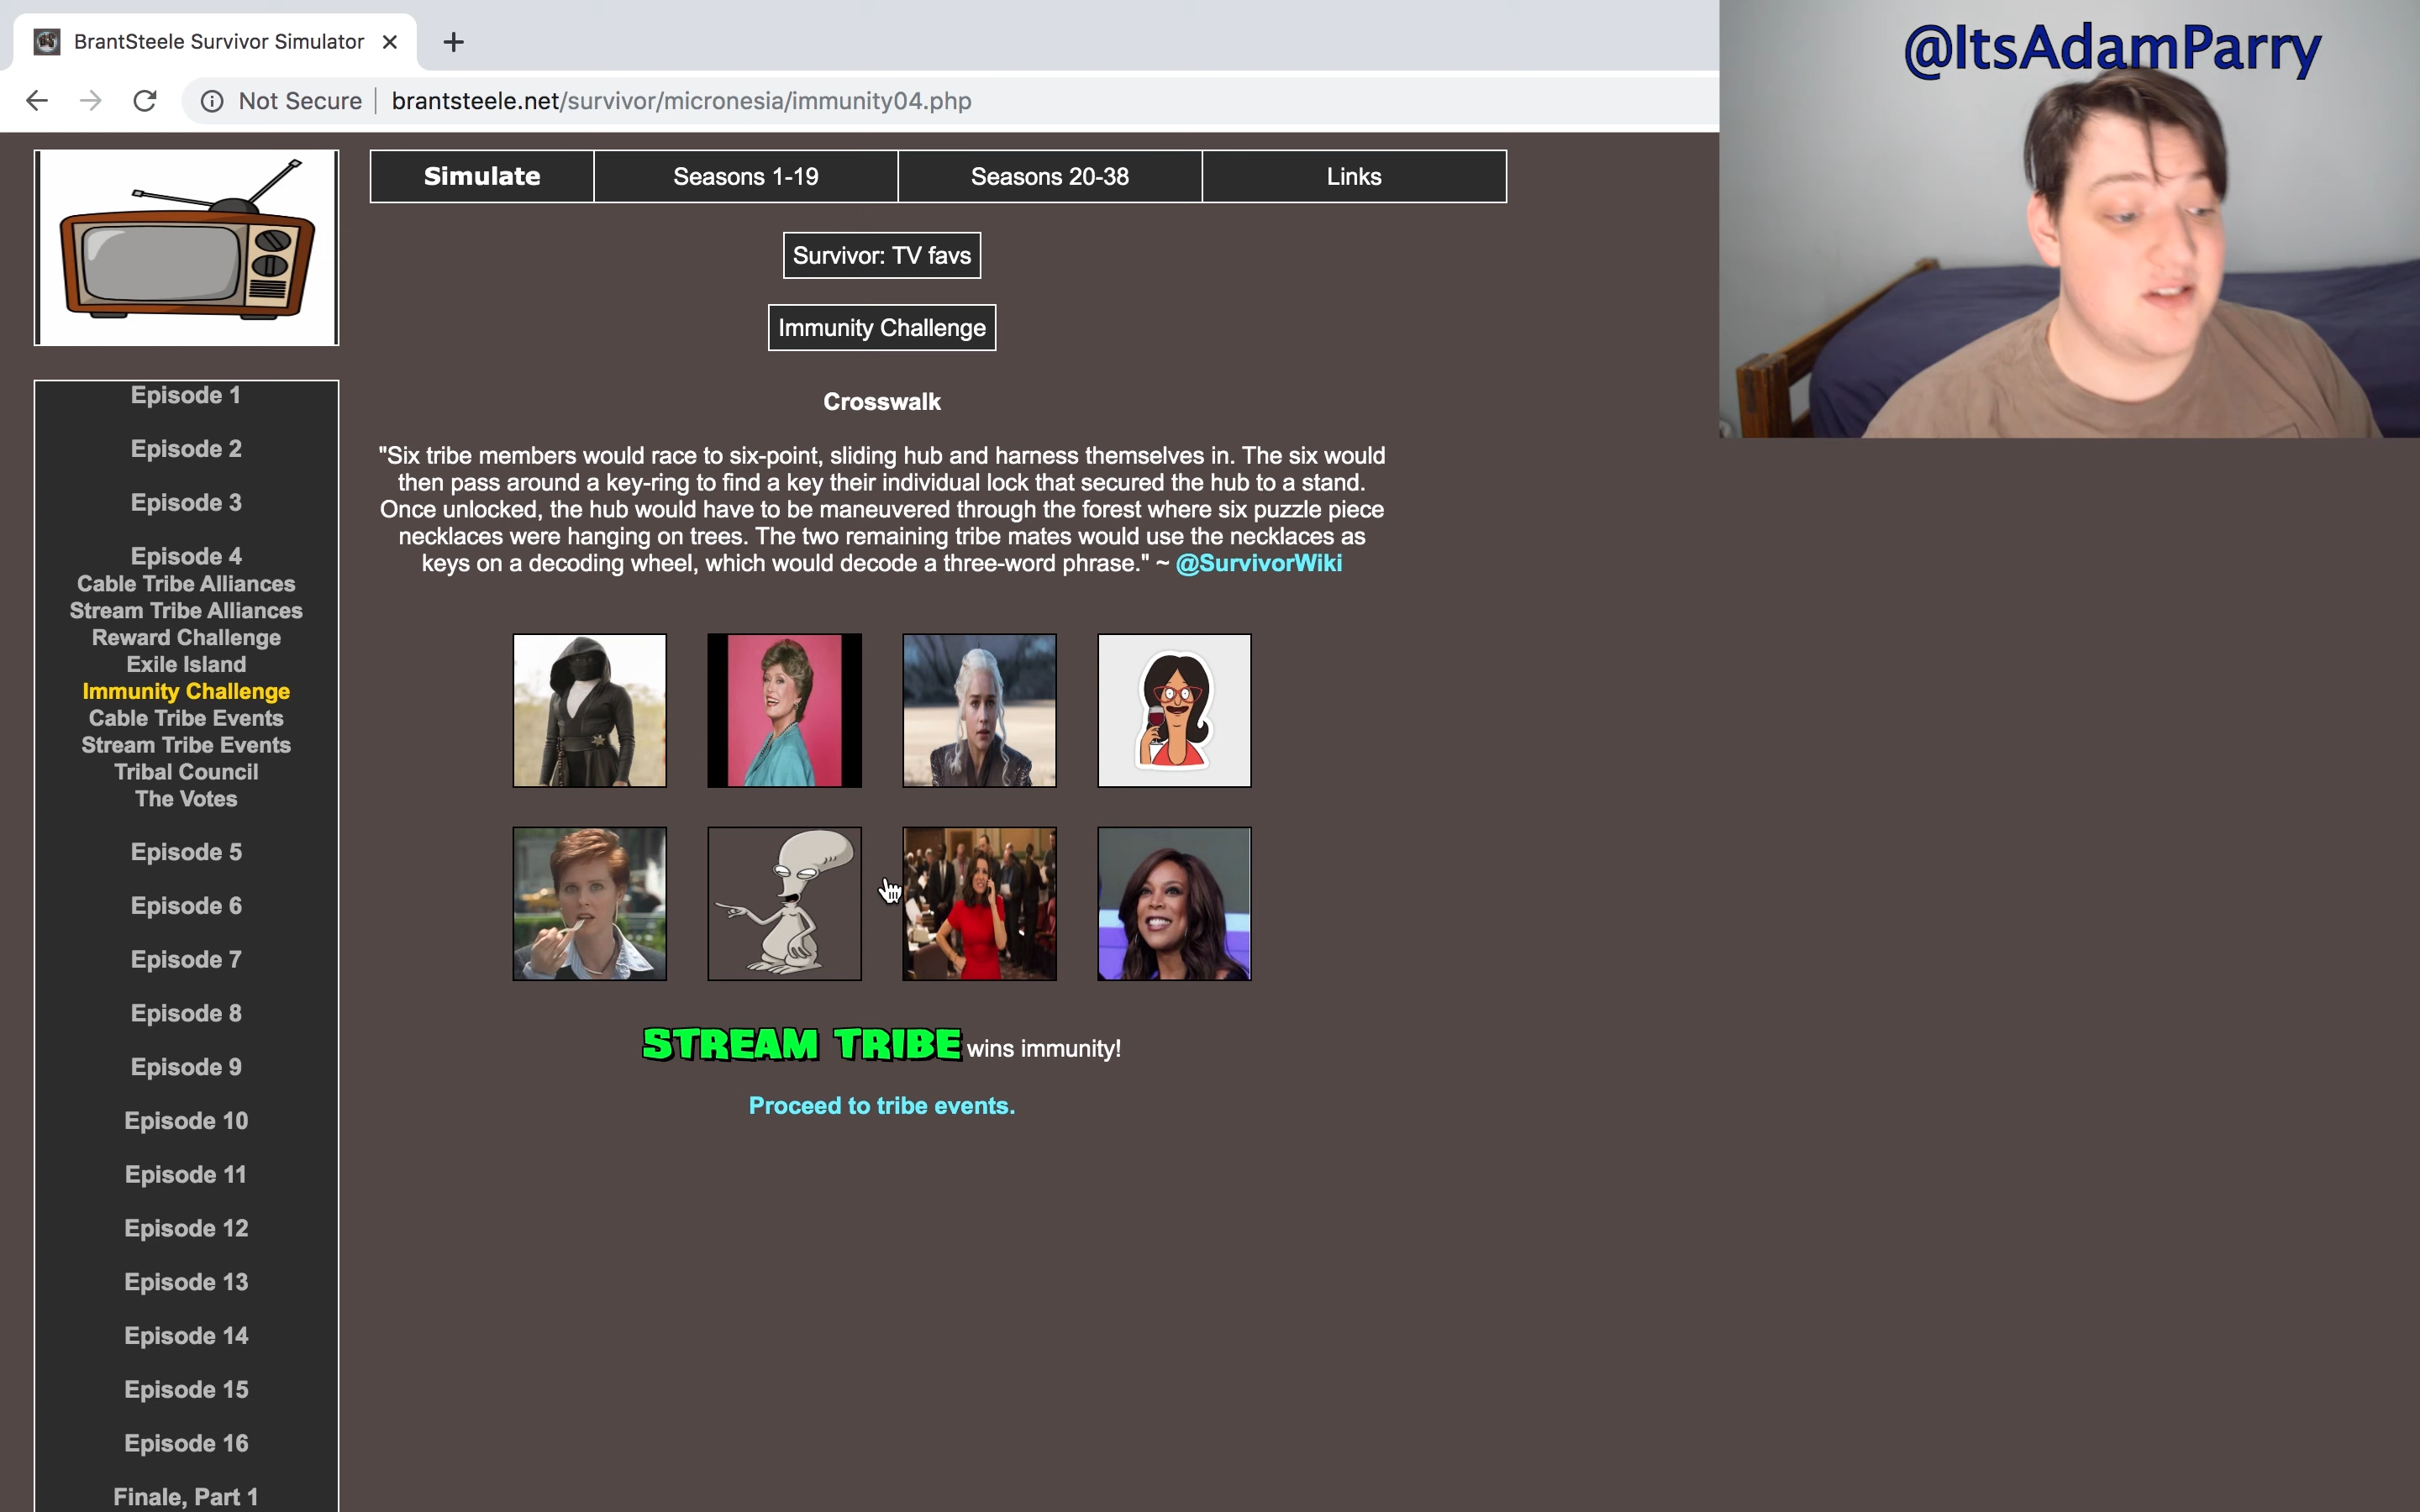 BrantSteele Survivor Simulator
Not Secure | brantsteele.net/survivor/micronesia/immunity04.php
@ItsAdamParry
Simulate
Seasons 1-19
Seasons 20-38
Links
Survivor: TV favs
Immunity Challenge
Crosswalk
"Six tribe members would race to six-point, sliding hub and harness themselves in. The six would
then pass around a key-ring to find a key their individual lock that secured the hub to a stand.
Once unlocked, the hub would have to be maneuvered through the forest where six puzzle piece
necklaces were hanging on trees. The two remaining tribe mates would use the necklaces as
keys on a decoding wheel, which would decode a three-word phrase." ~ @SurvivorWiki
STREAM TRIBE wins immunity!
Proceed to tribe events.
Episode 1
Episode 2
Episode 3
Episode 4
Cable Tribe Alliances
Stream Tribe Alliances
Reward Challenge
Exile Island
Immunity Challenge
Cable Tribe Events
Stream Tribe Events
Tribal Council
The Votes
Episode 5
Episode 6
Episode 7
Episode 8
Episode 9
Episode 10
Episode 11
Episode 12
Episode 13
Episode 14
Episode 15
Episode 16
Finale, Part 1